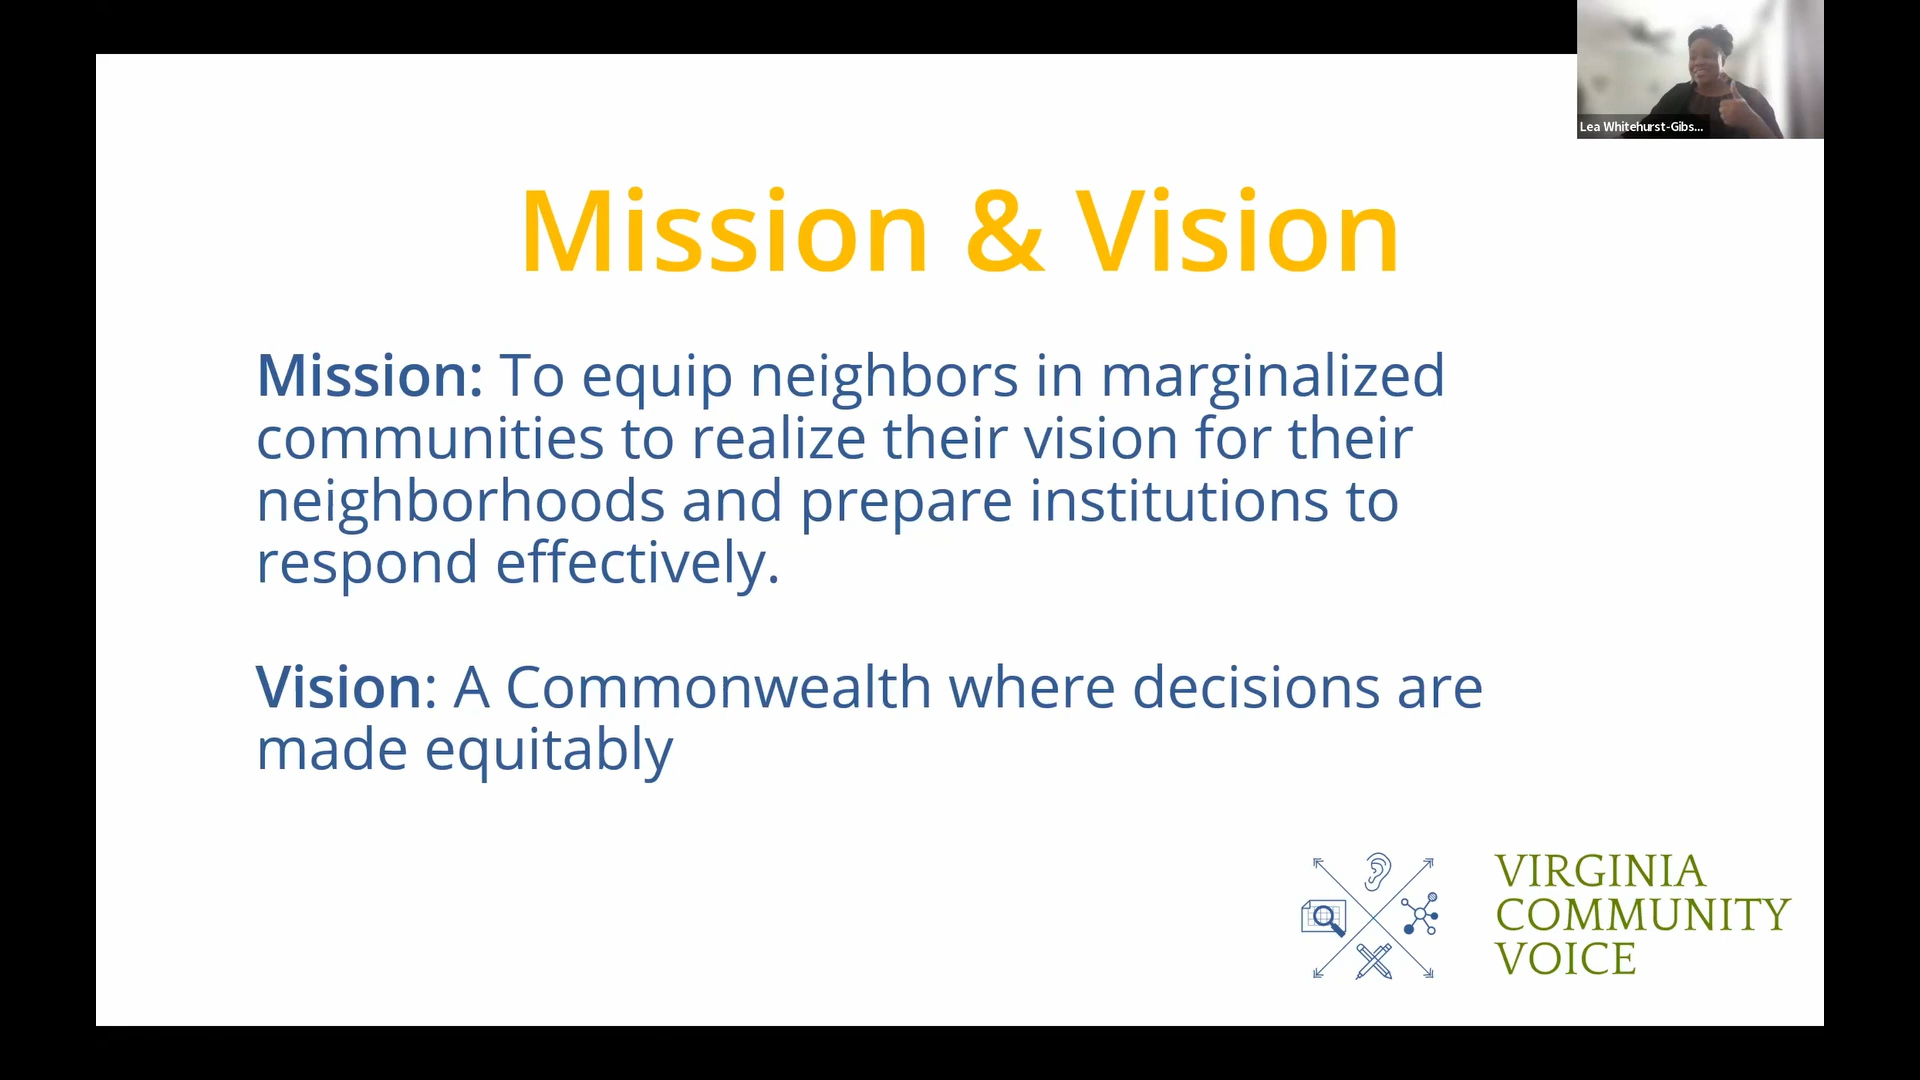 Lea Whitehurst-Gibs...
Mission & Vision
Mission: To equip neighbors in marginalized
communities to realize their vision for their
neighborhoods and prepare institutions to
respond effectively.
Vision: A Commonwealth where decisions are
made equitably
VIRGINIA
COMMUNITY
VOICE